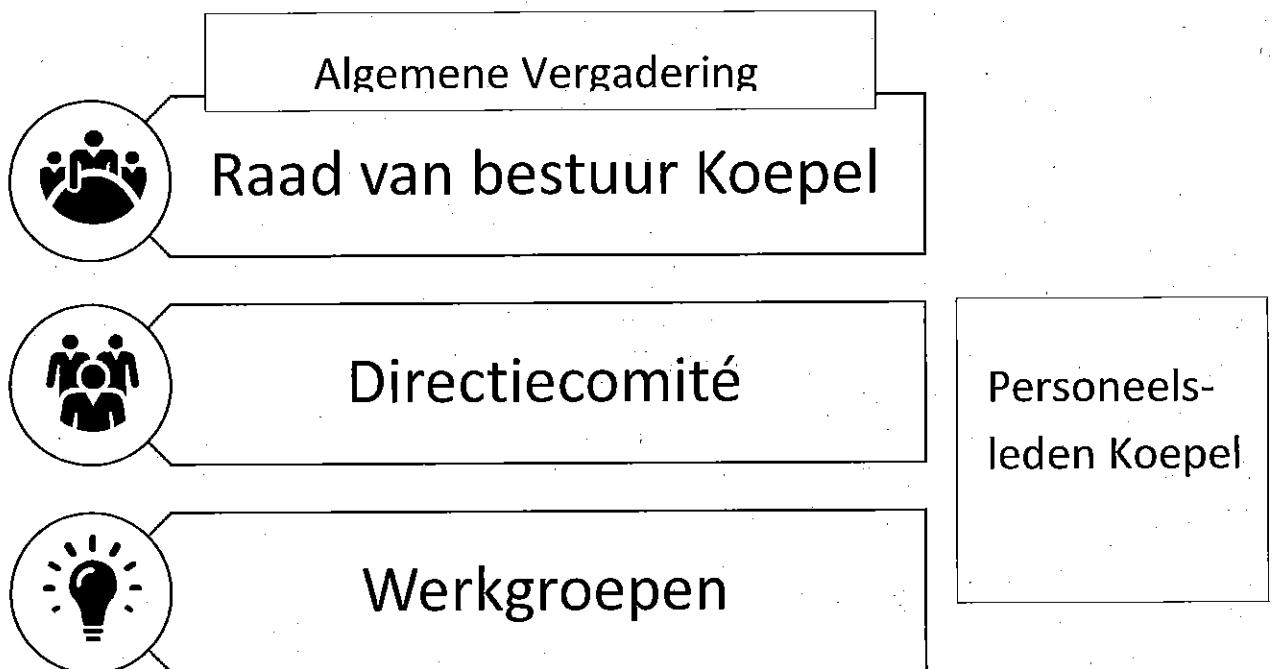 Algemene Vergadering
Raad van bestuur Koepel
Directiecomité
Personeels-
leden Koepel
Werkgroepen